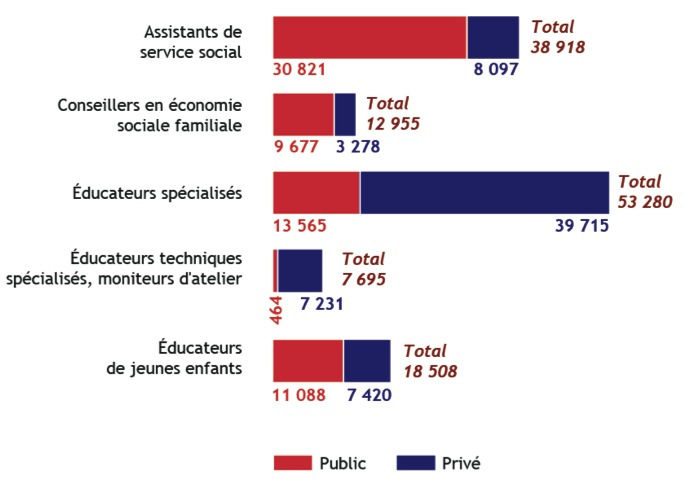 Assistants de
service social
Total
38 918
30 821
8 097
Conseillers en économie
sociale familiale
Total
12 955
9 677
3 278
Éducateurs spécialisés
Total
53 280
13 565
39 715
Éducateurs techniques
spécialisés, moniteurs d'atelier
Total
7 695
464
7 231
Éducateurs
de jeunes enfants
Total
18 508
11 088
7 420
Public
Privé